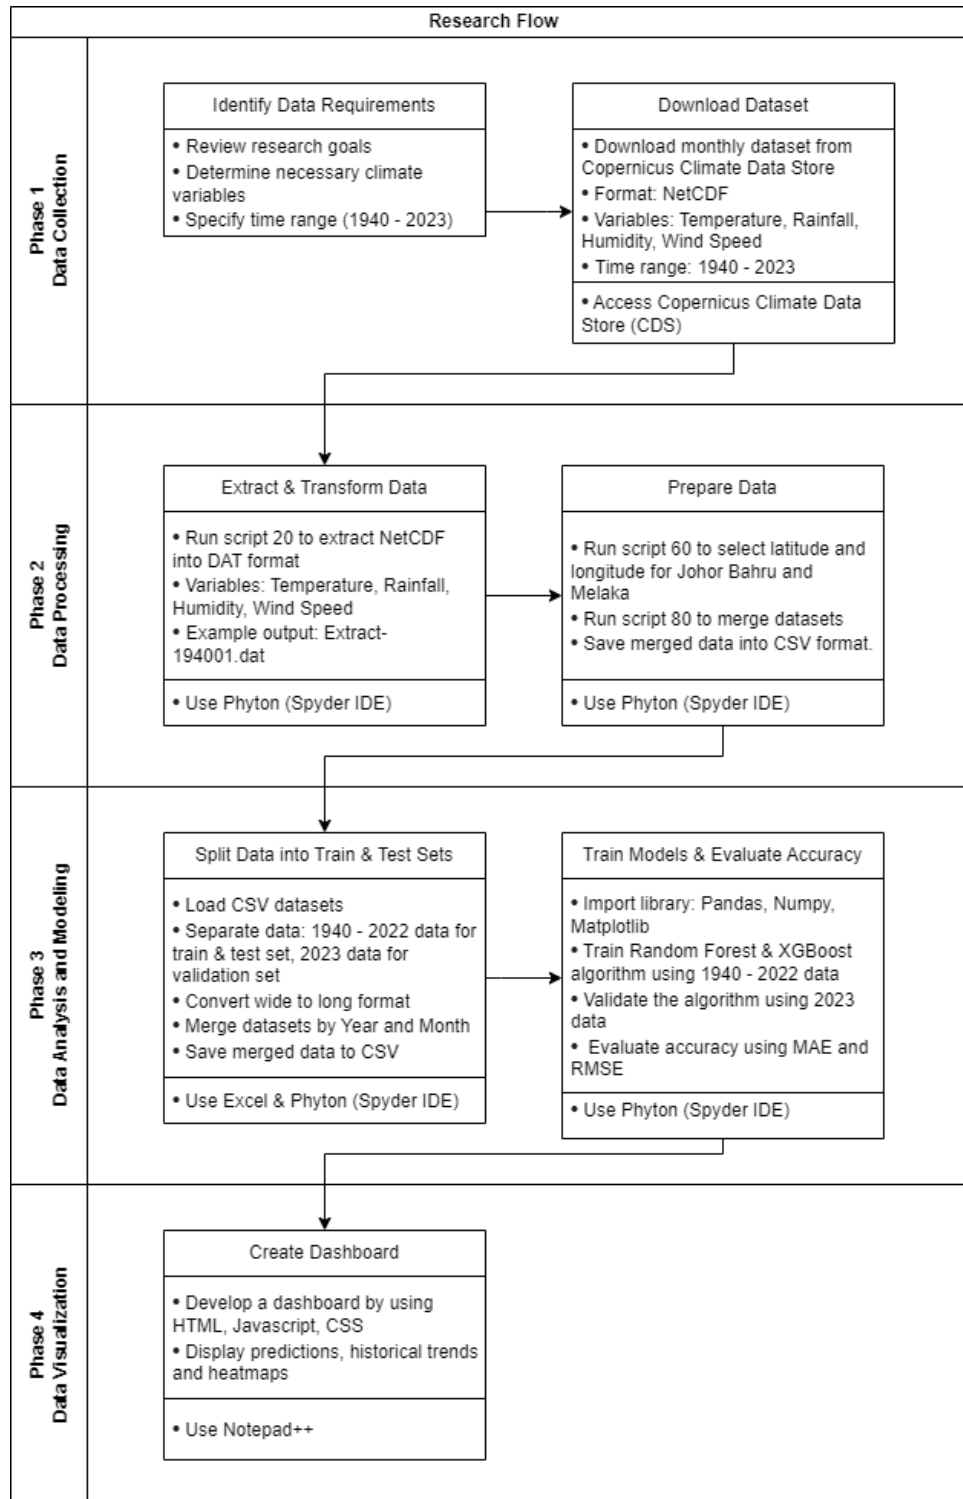 Research Flow
Phase 1
Data Collection
Identify Data Requirements
• Review research goals
• Determine necessary climate
variables
• Specify time range (1940 - 2023)
Download Dataset
• Download monthly dataset from
Copernicus Climate Data Store
• Format: NetCDF
• Variables: Temperature, Rainfall,
Humidity, Wind Speed
• Time range: 1940 - 2023
• Access Copernicus Climate Data
Store (CDS)
Phase 2
Data Processing
Extract & Transform Data
• Run script 20 to extract NetCDF
into DAT format
• Variables: Temperature, Rainfall,
Humidity, Wind Speed
• Example output: Extract-
194001.dat
• Use Phyton (Spyder IDE)
Prepare Data
• Run script 60 to select latitude and
longitude for Johor Bahru and
Melaka
• Run script 80 to merge datasets
• Save merged data into CSV format.
• Use Phyton (Spyder IDE)
Phase 3
Data Analysis and Modeling
Split Data into Train & Test Sets
• Load CSV datasets
• Separate data: 1940 - 2022 data for
train & test set, 2023 data for
validation set
• Convert wide to long format
• Merge datasets by Year and Month
• Save merged data to CSV
• Use Excel & Phyton (Spyder IDE)
Train Models & Evaluate Accuracy
• Import library: Pandas, Numpy,
Matplotlib
• Train Random Forest & XGBoost
algorithm using 1940 - 2022 data
• Validate the algorithm using 2023
data
• Evaluate accuracy using MAE and
RMSE
• Use Phyton (Spyder IDE)
Phase 4
Data Visualization
Create Dashboard
• Develop a dashboard by using
HTML, Javascript, CSS
• Display predictions, historical trends
and heatmaps
• Use Notepad++